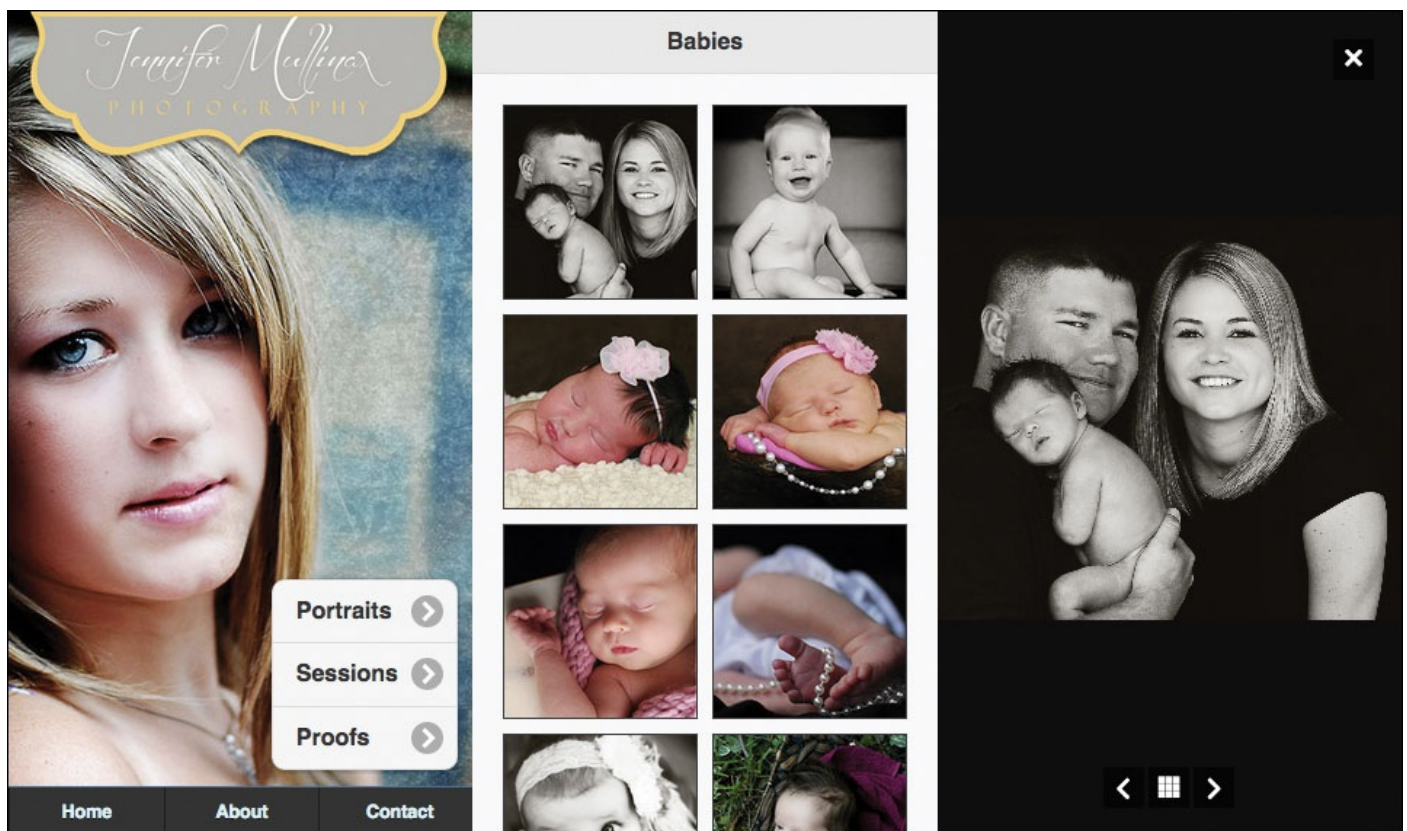 Jennifer Mullinax
PHOTOGRAPHY
Portraits
Sessions
Proofs
Home
About
Contact
Babies